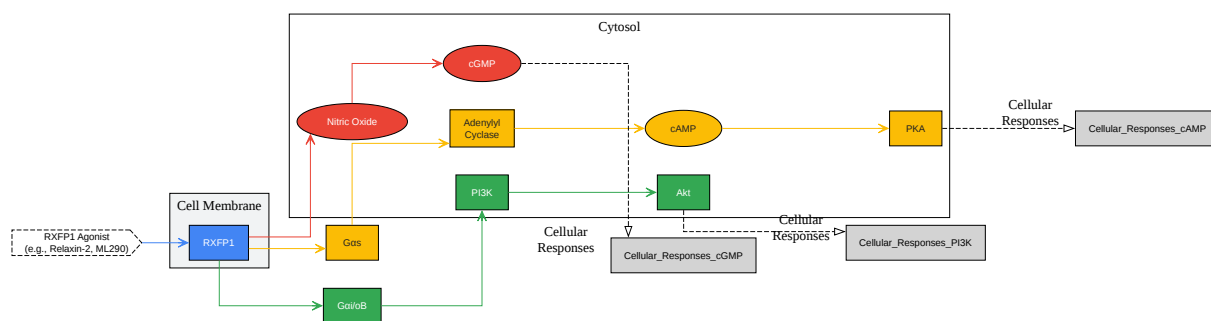 Cytosol
cGMP
Nitric Oxide
Adenylyl
Cyclase
cAMP
PKA
Cellular
Responses
Cellular_Responses_cAMP
PI3K
Akt
Cell Membrane
RXFP1 Agonist
(e.g., Relaxin-2, ML290)
RXFP1
Gαs
Cellular
Responses
Cellular_Responses_cGMP
Cellular
Responses
Cellular_Responses_PI3K
Gαi/oB